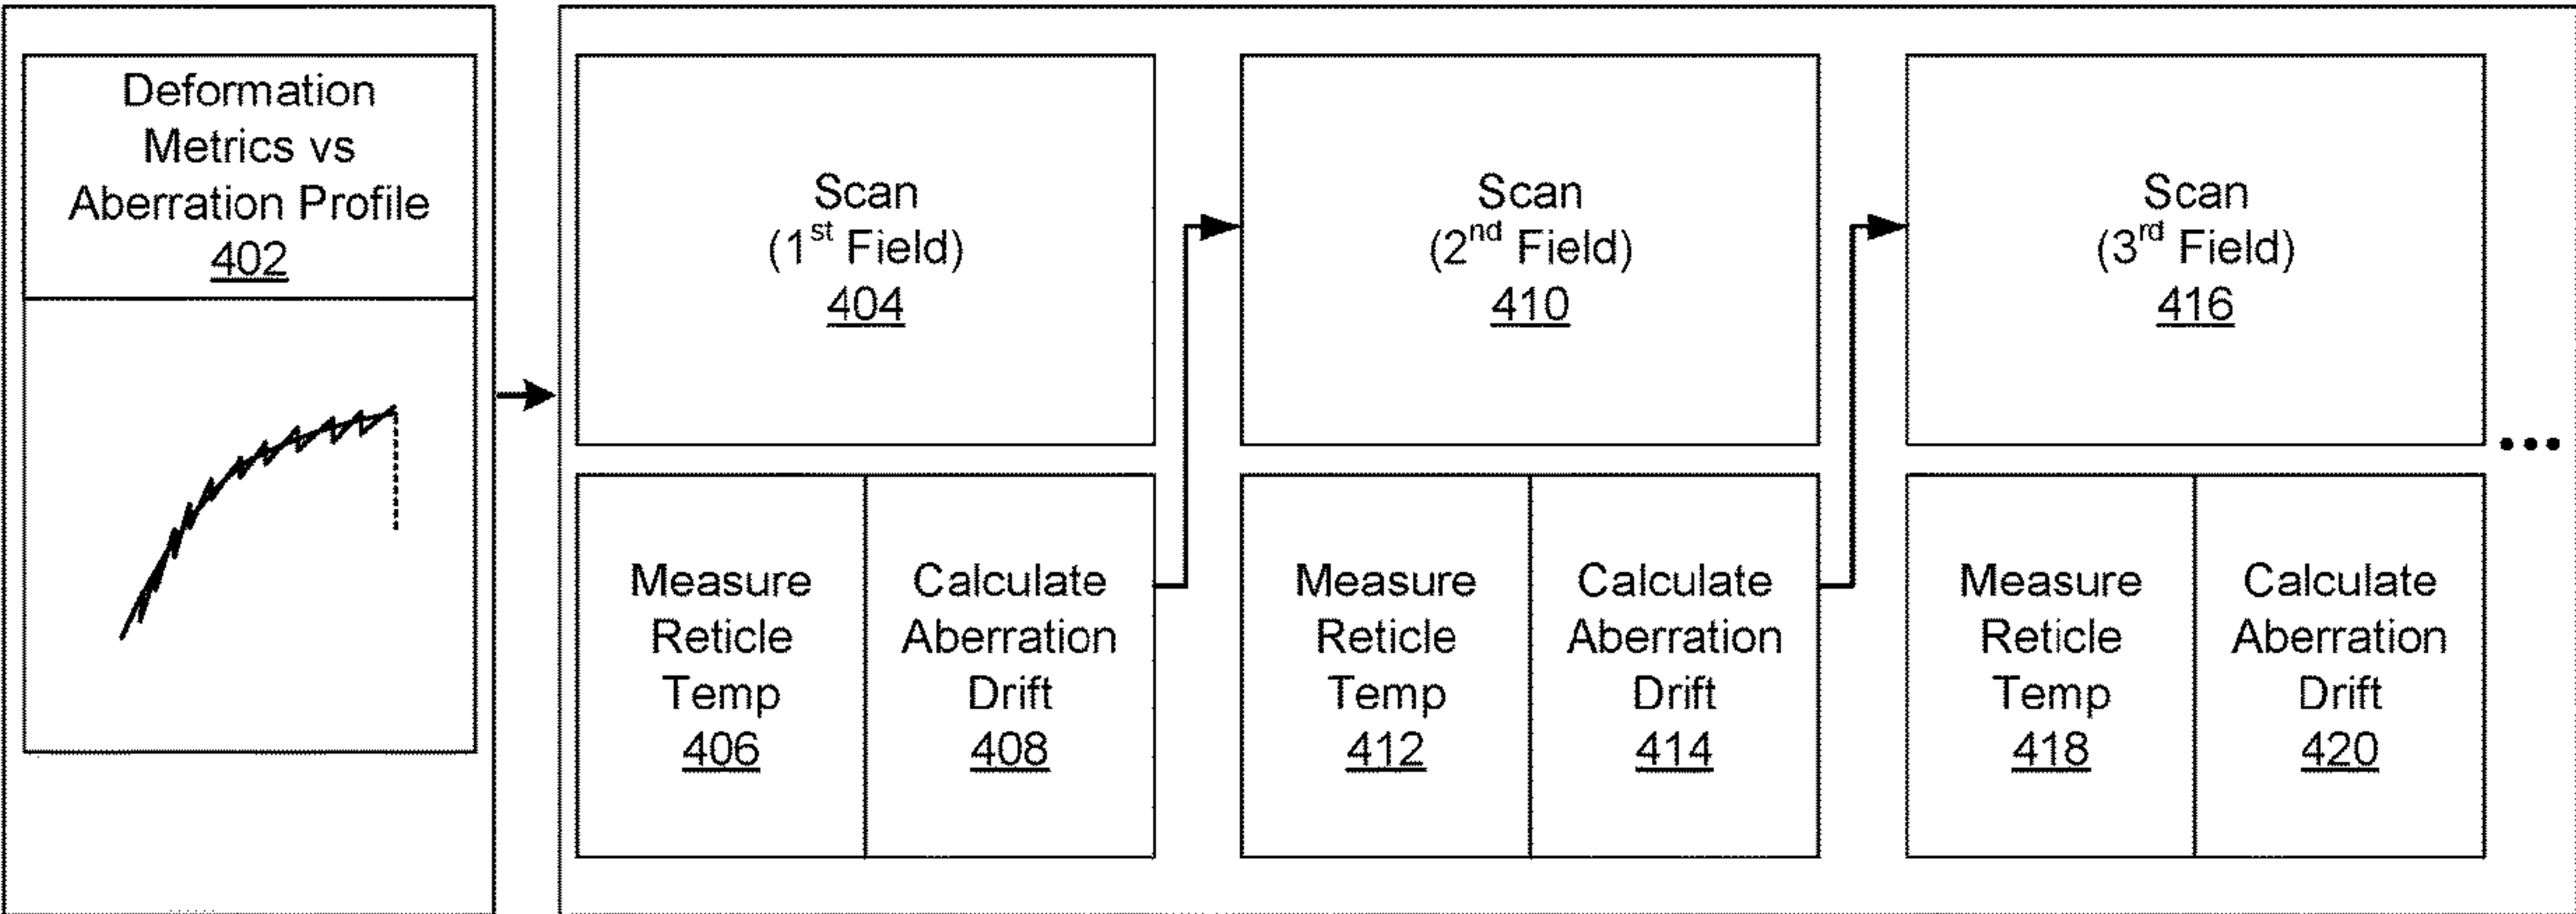 Deformation
Metrics vs
Aberration Profile
402
Scan
(1st Field)
404
Measure
Reticle
Temp
406
Calculate
Aberration
Drift
408
Scan
(2nd Field)
410
Measure
Reticle
Temp
412
Calculate
Aberration
Drift
414
Scan
(3rd Field)
416
Measure
Reticle
Temp
418
Calculate
Aberration
Drift
420
...